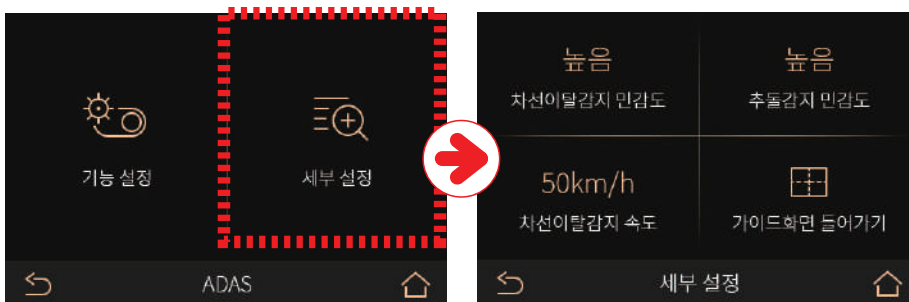 기능 설정
세부 설정
ADAS
높음
차선이탈감지 민감도
높음
추돌감지 민감도
50km/h
차선이탈감지 속도
가이드화면 들어가기
세부 설정